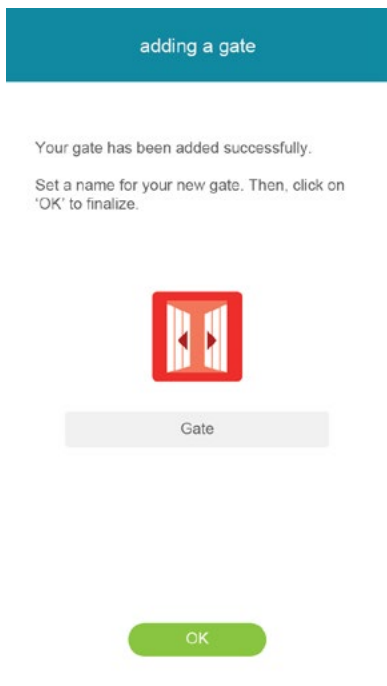 adding a gate
Your gate has been added successfully.
Set a name for your new gate. Then, click on
'OK' to finalize.
Gate
OK